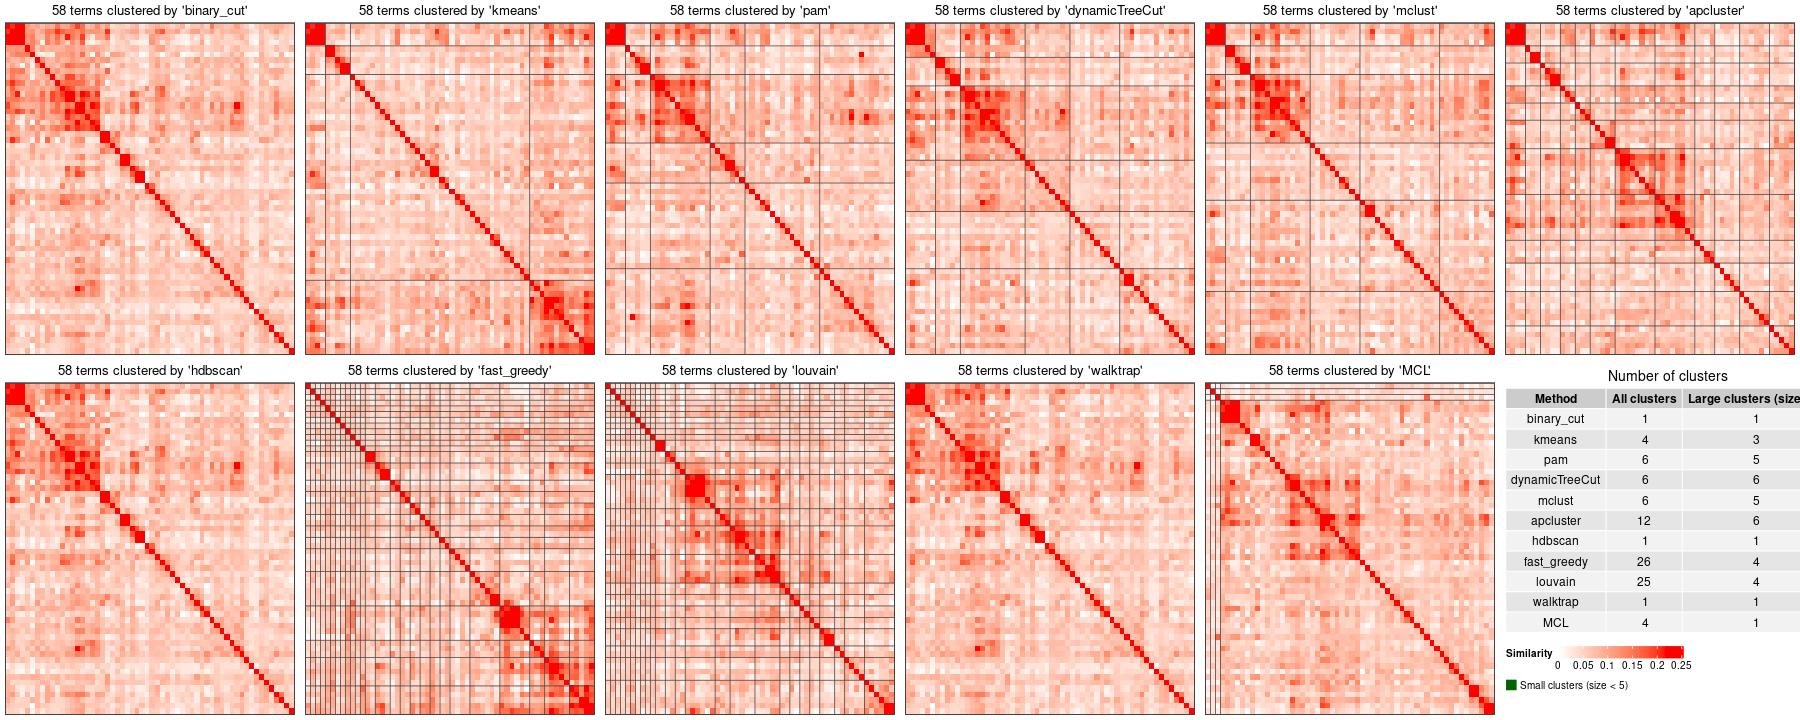 58 terms clustered by 'binary_cut'
58 terms clustered by 'kmeans'
58 terms clustered by 'pam'
58 terms clustered by 'dynamicTreeCut'
58 terms clustered by 'mclust'
58 terms clustered by 'apcluster'
58 terms clustered by 'hdbscan'
58 terms clustered by 'fast_greedy'
58 terms clustered by 'louvain'
58 terms clustered by 'walktrap'
58 terms clustered by 'MCL'
Number of clusters
Method All clusters Large clusters (size
binary_cut 1 1
kmeans 4 3
pam 6 5
dynamicTreeCut 6 6
mclust 6 5
apcluster 12 6
hdbscan 1 1
fast_greedy 26 4
louvain 25 4
walktrap 1 1
MCL 4 1
Similarity
0 0.05 0.1 0.15 0.2 0.25
Small clusters (size < 5)